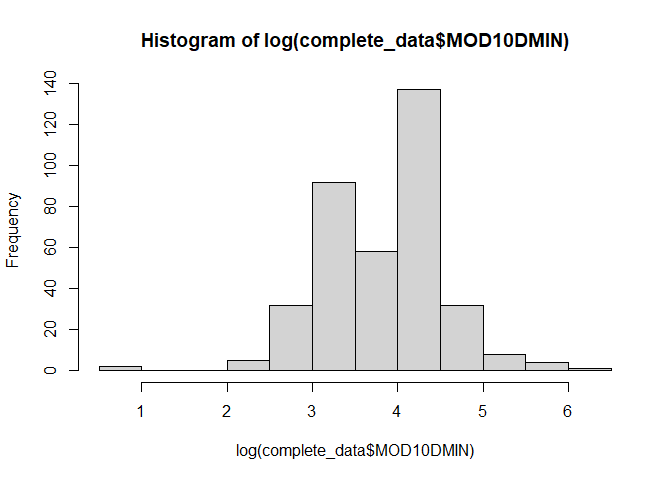 Histogram of log(complete_data$MOD10DMIN)
Frequency
0 20 40 60 80 100 120 140
1 2 3 4 5 6
log(complete_data$MOD10DMIN)